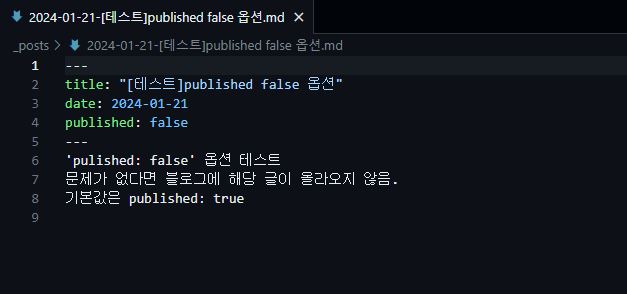 2024-01-21-[테스트]published false 옵션.md
_posts > 2024-01-21-[테스트]published false 옵션.md
1 ---
2 title: "[테스트]published false 옵션"
3 date: 2024-01-21
4 published: false
5 ---
6 'pulished: false' 옵션 테스트
7 문제가 없다면 블로그에 해당 글이 올라오지 않음.
8 기본값은 published: true
9